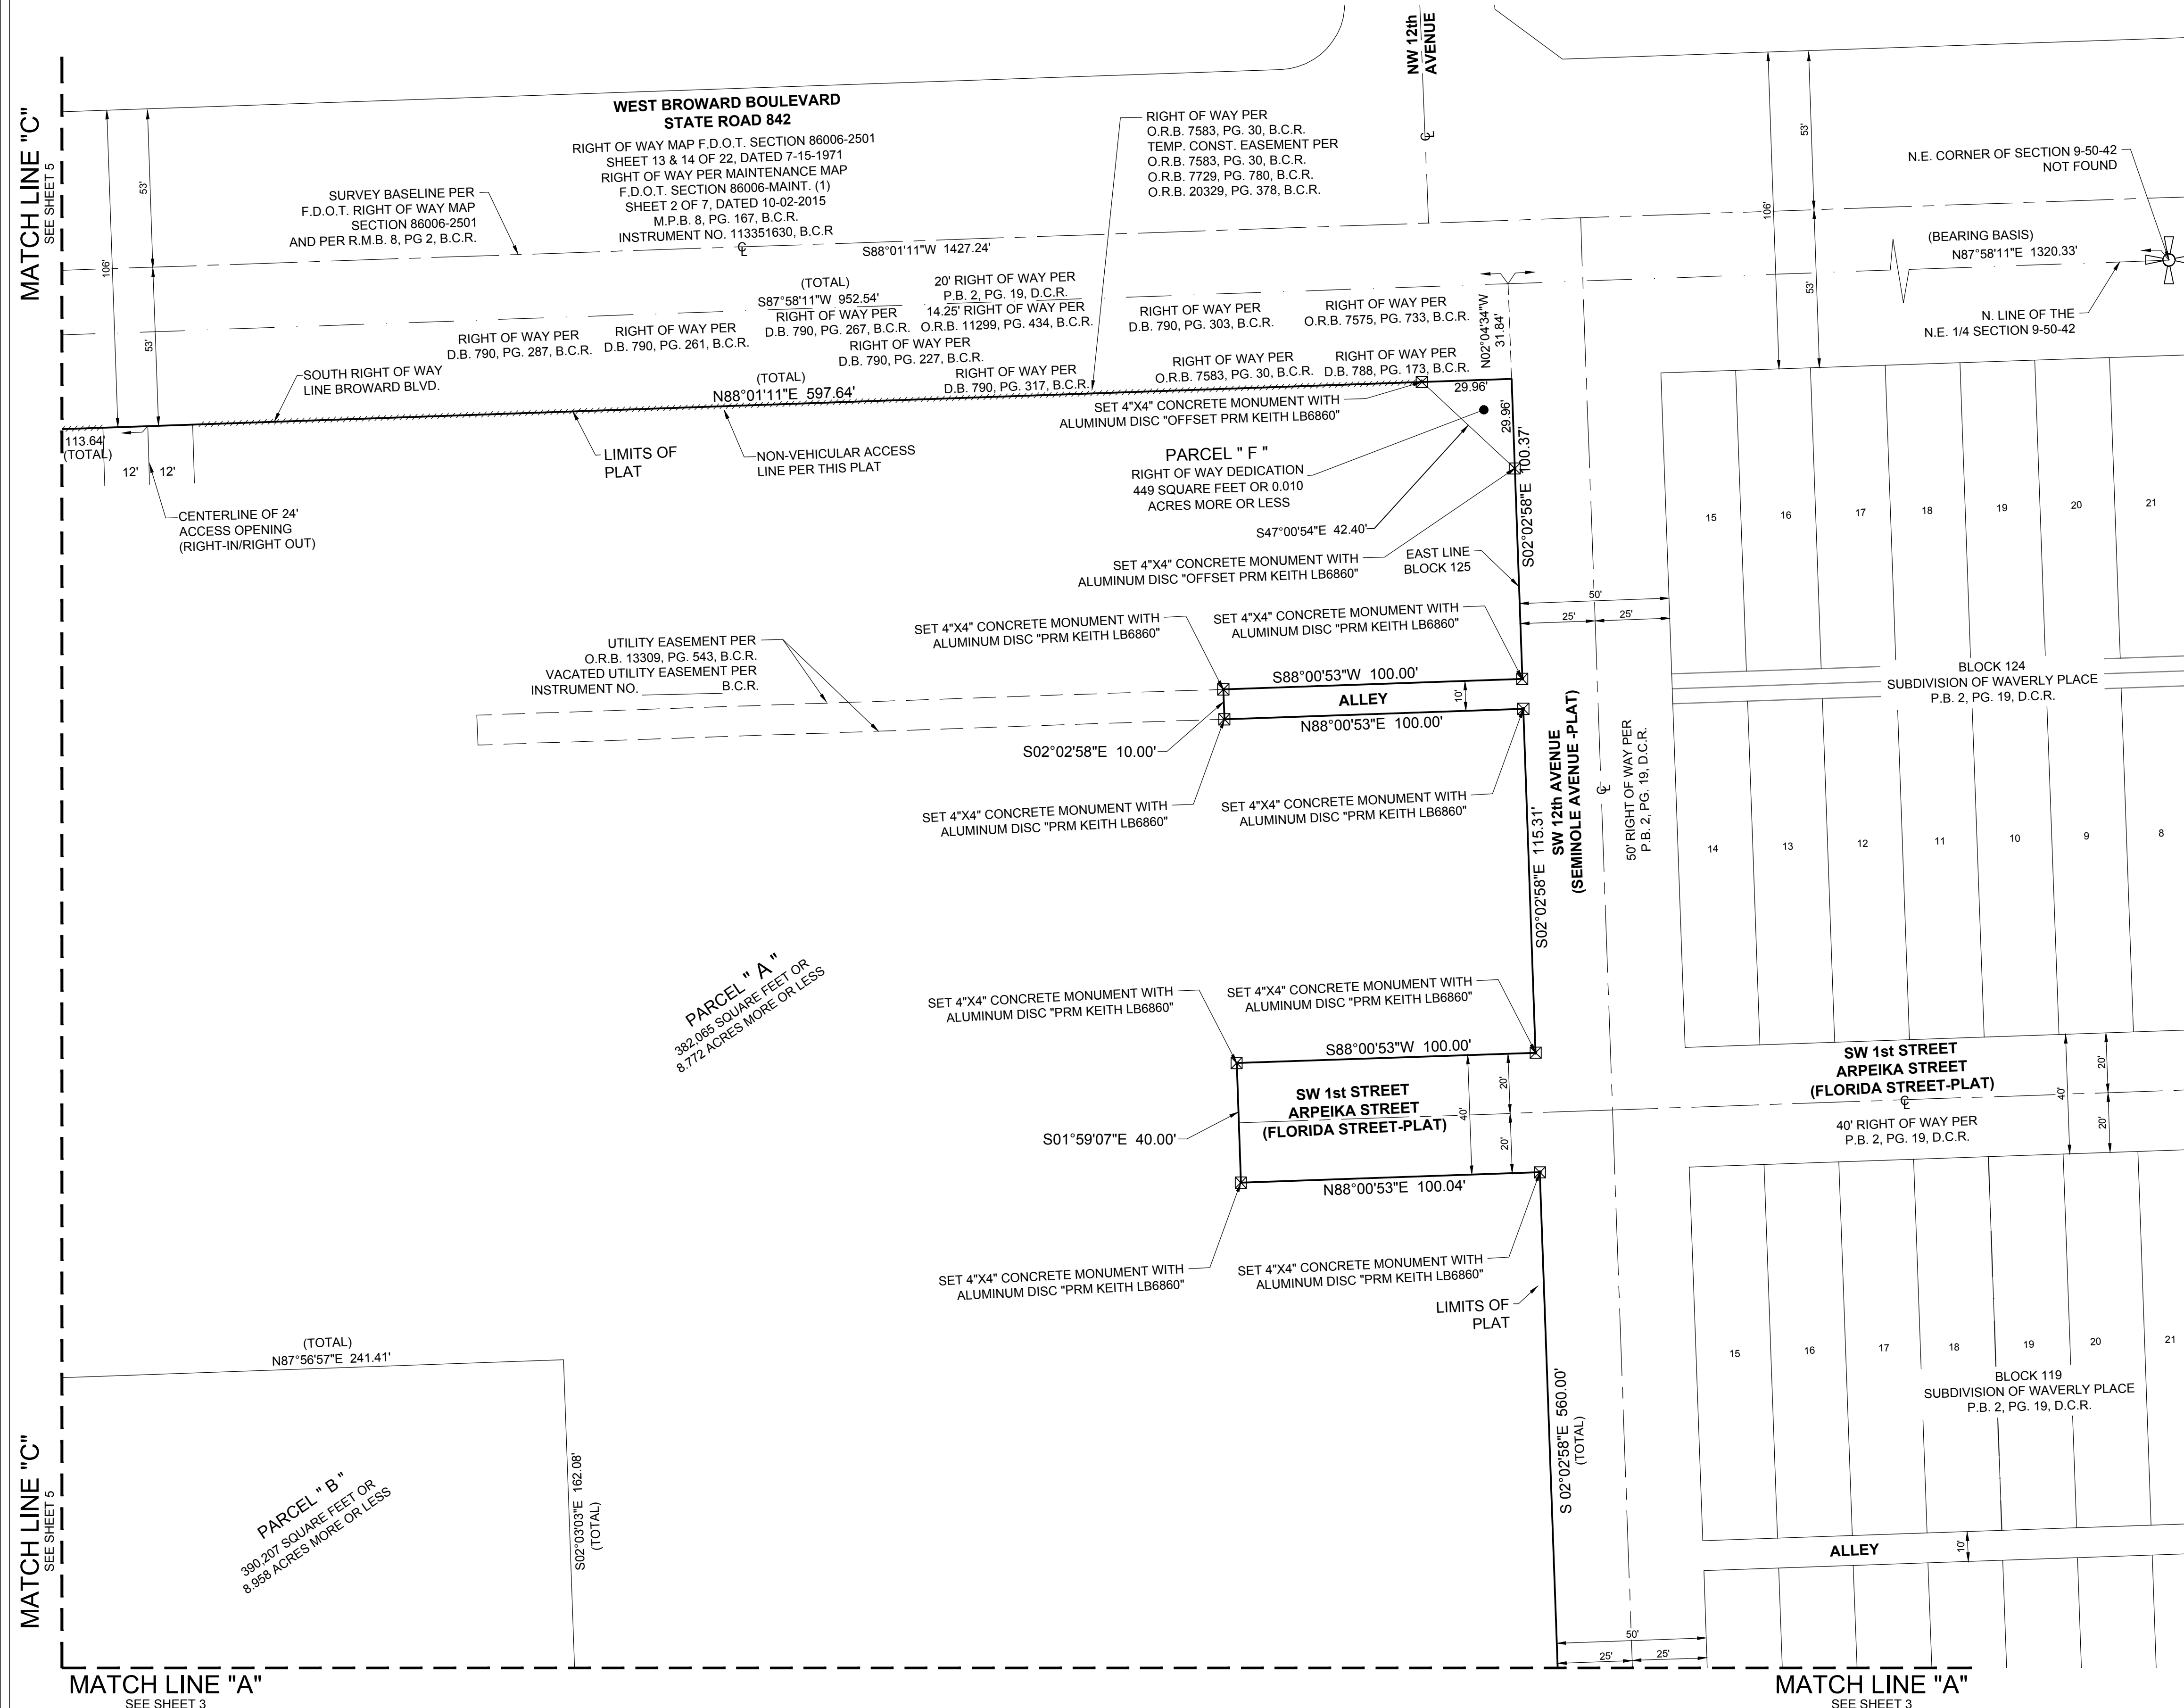 NW 12th
AVENUE
MATCH LINE "C"
SEE SHEET 5
WEST BROWARD BOULEVARD
STATE ROAD 842
RIGHT OF WAY MAP F.D.O.T. SECTION 86006-2501
SHEET 13 & 14 OF 22, DATED 7-15-1971
RIGHT OF WAY PER MAINTENANCE MAP
F.D.O.T. SECTION 86006-MAINT. (1)
SHEET 2 OF 7, DATED 10-02-2015
M.P.B. 8, PG. 167, B.C.R.
INSTRUMENT NO. 113351630, B.C.R
SURVEY BASELINE PER
F.D.O.T. RIGHT OF WAY MAP
SECTION 86006-2501
AND PER R.M.B. 8, PG 2, B.C.R.
RIGHT OF WAY PER
O.R.B. 7583, PG. 30, B.C.R.
TEMP. CONST. EASEMENT PER
O.R.B. 7583, PG. 30, B.C.R.
O.R.B. 7729, PG. 780, B.C.R.
O.R.B. 20329, PG. 378, B.C.R.
N.E. CORNER OF SECTION 9-50-42
NOT FOUND
53'
106'
53'
53'
106'
53'
℄
℄
S88°01'11"W 1427.24'
(BEARING BASIS)
N87°58'11"E 1320.33'
N. LINE OF THE
N.E. 1/4 SECTION 9-50-42
(TOTAL)
S87°58'11"W 952.54'
20' RIGHT OF WAY PER
P.B. 2, PG. 19, D.C.R.
RIGHT OF WAY PER
D.B. 790, PG. 287, B.C.R.
RIGHT OF WAY PER
D.B. 790, PG. 261, B.C.R.
RIGHT OF WAY PER
D.B. 790, PG. 267, B.C.R.
14.25' RIGHT OF WAY PER
O.R.B. 11299, PG. 434, B.C.R.
RIGHT OF WAY PER
D.B. 790, PG. 303, B.C.R.
RIGHT OF WAY PER
O.R.B. 7575, PG. 733, B.C.R.
N02°04'34"W
31.84'
RIGHT OF WAY PER
D.B. 790, PG. 227, B.C.R.
RIGHT OF WAY PER
D.B. 790, PG. 317, B.C.R.
RIGHT OF WAY PER
O.R.B. 7583, PG. 30, B.C.R.
RIGHT OF WAY PER
D.B. 788, PG. 173, B.C.R.
SOUTH RIGHT OF WAY
LINE BROWARD BLVD.
(TOTAL)
N88°01'11"E 597.64'
29.96'
29.96'
SET 4"X4" CONCRETE MONUMENT WITH
ALUMINUM DISC "OFFSET PRM KEITH LB6860"
113.64'
(TOTAL)
12'
12'
CENTERLINE OF 24'
ACCESS OPENING
(RIGHT-IN/RIGHT OUT)
LIMITS OF
PLAT
NON-VEHICULAR ACCESS
LINE PER THIS PLAT
PARCEL " F "
RIGHT OF WAY DEDICATION
449 SQUARE FEET OR 0.010
ACRES MORE OR LESS
S47°00'54"E 42.40'
S02°02'58"E 100.37'
SET 4"X4" CONCRETE MONUMENT WITH
ALUMINUM DISC "OFFSET PRM KEITH LB6860"
EAST LINE
BLOCK 125
15
16
17
18
19
20
21
50'
25'
25'
SET 4"X4" CONCRETE MONUMENT WITH
ALUMINUM DISC "PRM KEITH LB6860"
SET 4"X4" CONCRETE MONUMENT WITH
ALUMINUM DISC "PRM KEITH LB6860"
UTILITY EASEMENT PER
O.R.B. 13309, PG. 543, B.C.R.
VACATED UTILITY EASEMENT PER
INSTRUMENT NO. __________B.C.R.
S88°00'53"W 100.00'
ALLEY
10'
N88°00'53"E 100.00'
S02°02'58"E 10.00'
BLOCK 124
SUBDIVISION OF WAVERLY PLACE
P.B. 2, PG. 19, D.C.R.
SW 12th AVENUE
(SEMINOLE AVENUE -PLAT)
50' RIGHT OF WAY PER
P.B. 2, PG. 19, D.C.R.
℄
SET 4"X4" CONCRETE MONUMENT WITH
ALUMINUM DISC "PRM KEITH LB6860"
SET 4"X4" CONCRETE MONUMENT WITH
ALUMINUM DISC "PRM KEITH LB6860"
S02°02'58"E 115.31'
14
13
12
11
10
9
8
PARCEL " A "
382,065 SQUARE FEET OR
8.772 ACRES MORE OR LESS
SET 4"X4" CONCRETE MONUMENT WITH
ALUMINUM DISC "PRM KEITH LB6860"
SET 4"X4" CONCRETE MONUMENT WITH
ALUMINUM DISC "PRM KEITH LB6860"
S88°00'53"W 100.00'
SW 1st STREET
ARPEIKA STREET
(FLORIDA STREET-PLAT)
40'
20'
20'
S01°59'07"E 40.00'
N88°00'53"E 100.04'
SW 1st STREET
ARPEIKA STREET
(FLORIDA STREET-PLAT)
℄
40' RIGHT OF WAY PER
P.B. 2, PG. 19, D.C.R.
40'
20'
20'
SET 4"X4" CONCRETE MONUMENT WITH
ALUMINUM DISC "PRM KEITH LB6860"
SET 4"X4" CONCRETE MONUMENT WITH
ALUMINUM DISC "PRM KEITH LB6860"
LIMITS OF
PLAT
(TOTAL)
N87°56'57"E 241.41'
15
16
17
18
19
20
21
BLOCK 119
SUBDIVISION OF WAVERLY PLACE
P.B. 2, PG. 19, D.C.R.
S 02°02'58"E 560.00'
(TOTAL)
MATCH LINE "C"
SEE SHEET 5
PARCEL " B "
390,207 SQUARE FEET OR
8.958 ACRES MORE OR LESS
S02°03'03"E 162.08'
(TOTAL)
ALLEY
10'
50'
25'
25'
MATCH LINE "A"
SEE SHEET 3
MATCH LINE "A"
SEE SHEET 3